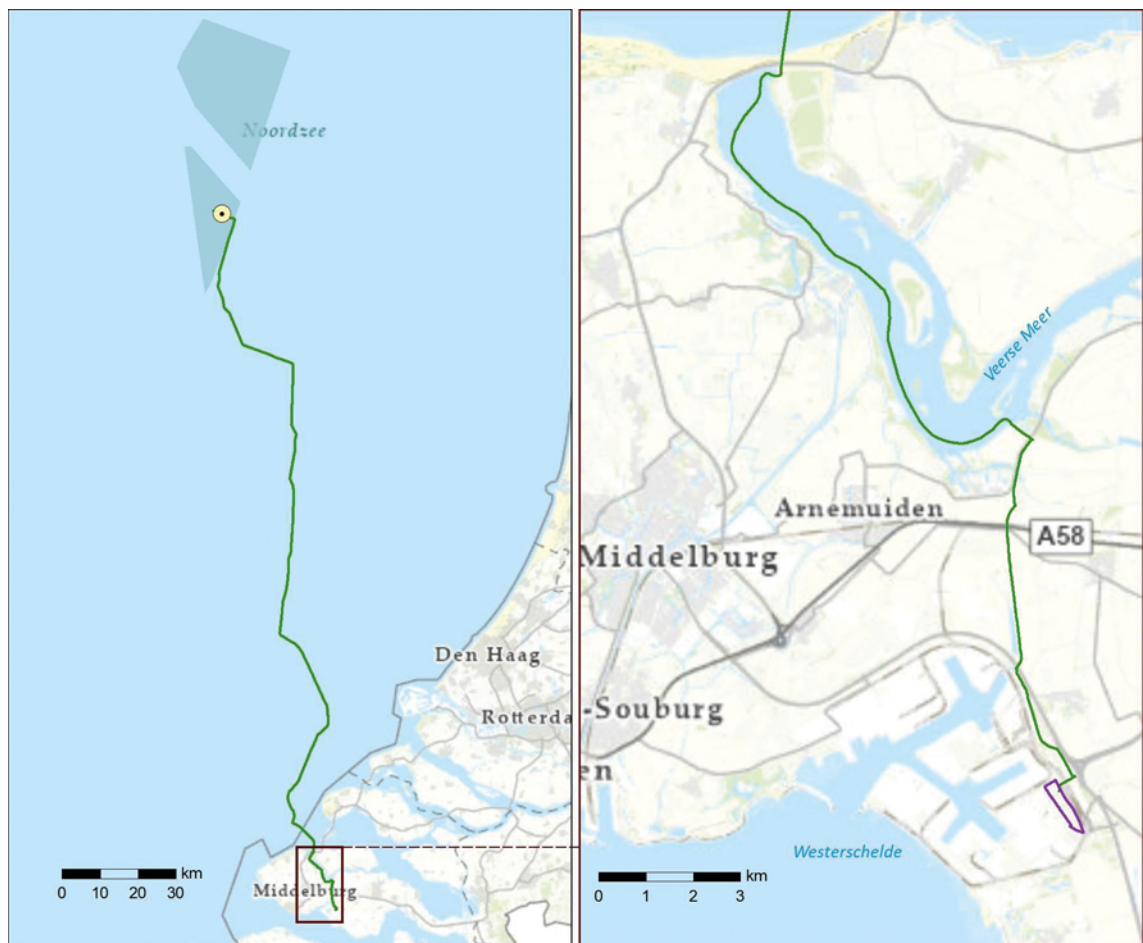 Noordzee
Den Haag
Rotterda
Middelburg
0 10 20 30 km
Veerse Meer
Arnemuiden
A58
Middelburg
-Souburg
en
Westerschelde
0 1 2 3 km